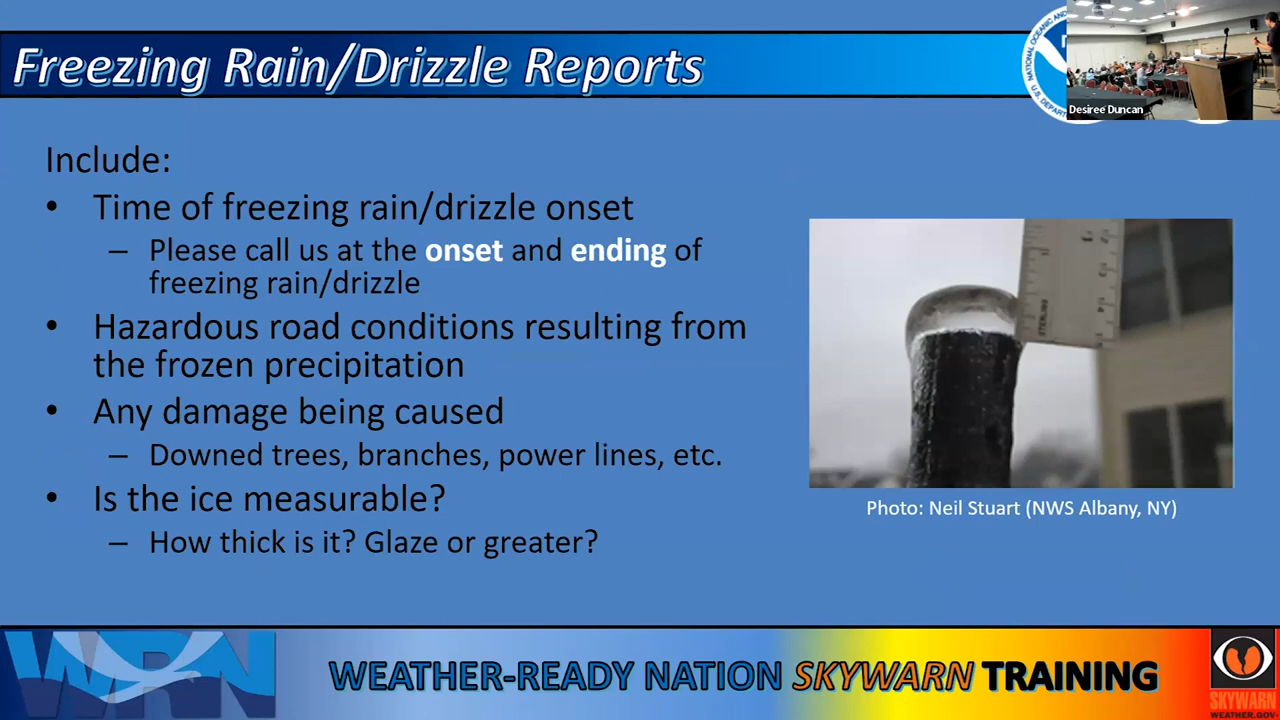 Freezing Rain/Drizzle Reports
Desiree Duncan
Include:
• Time of freezing rain/drizzle onset
– Please call us at the onset and ending of
freezing rain/drizzle
• Hazardous road conditions resulting from
the frozen precipitation
• Any damage being caused
– Downed trees, branches, power lines, etc.
• Is the ice measurable?
– How thick is it? Glaze or greater?
STERLING
Photo: Neil Stuart (NWS Albany, NY)
WRN
WEATHER-READY NATION SKYWARN TRAINING
SKYWARN
WEATHER.GOV